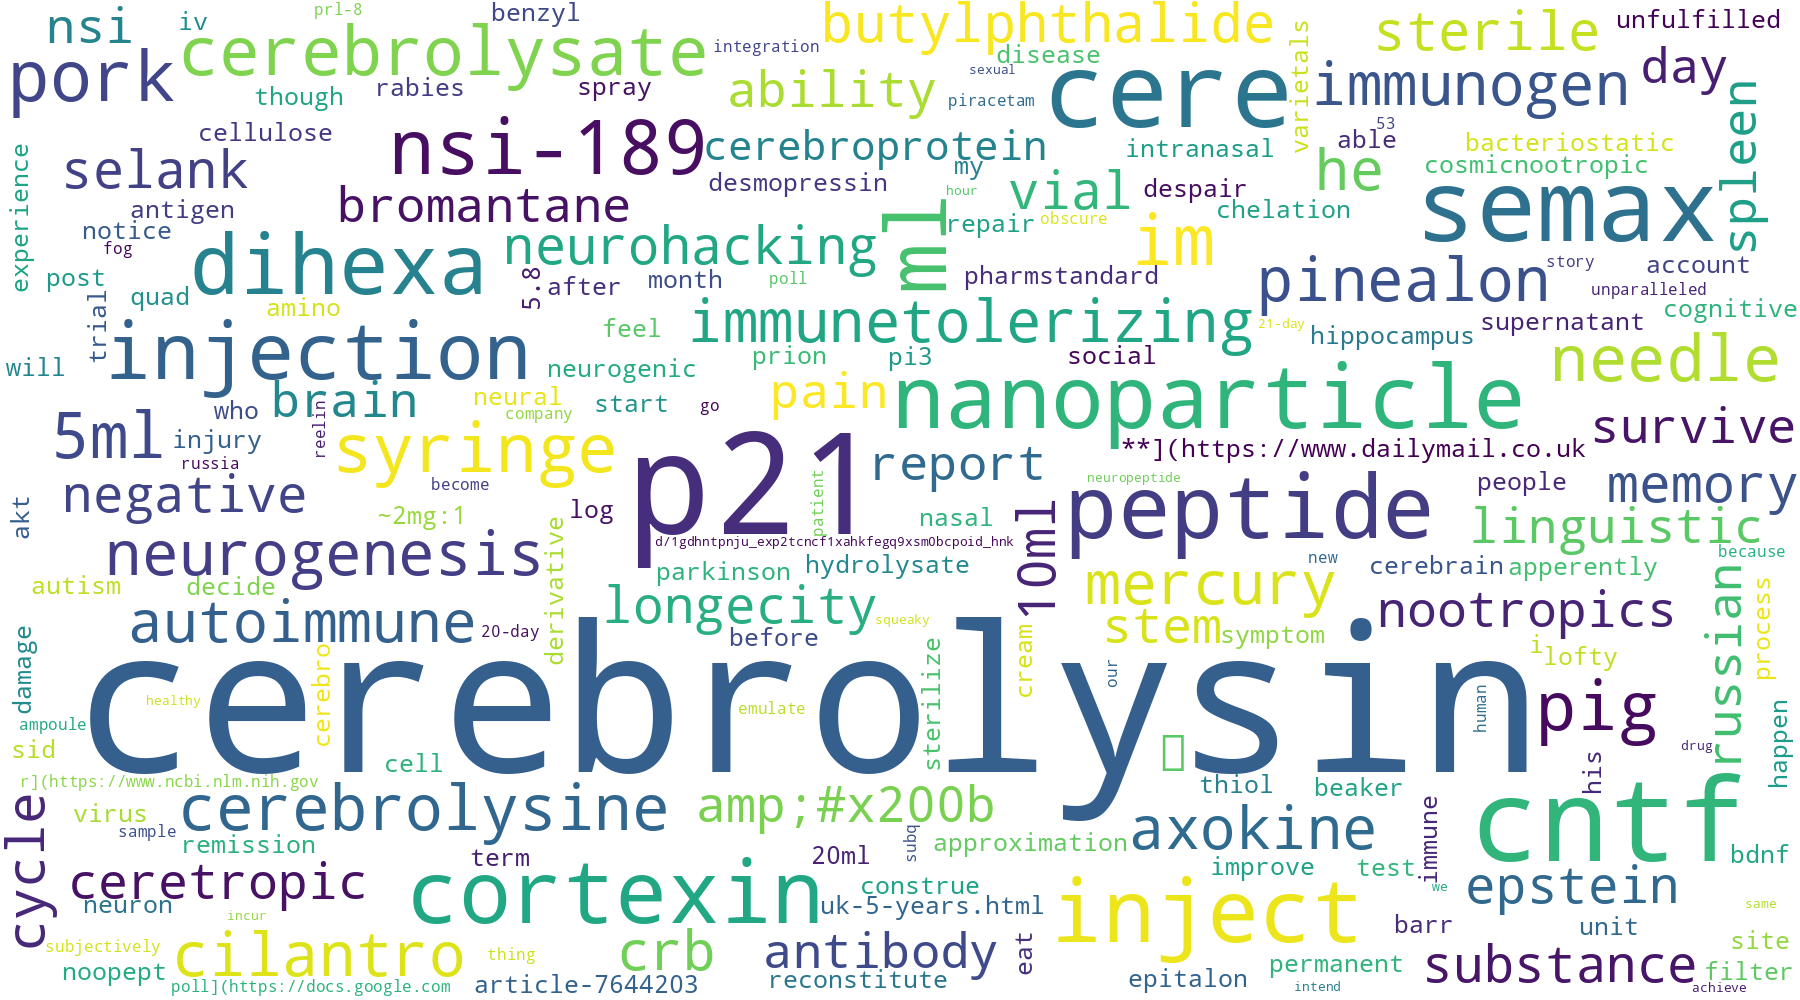 prl-8
benzyl
nsi
iv
cerebrolysate
butylphthalide
sterile
unfulfilled
integration
disease
pork
cere
immunogen
day
though
rabies
spray
ability
sexual
piracetam
varietals
spleen
cellulose
nsi-189
cerebroprotein
intranasal
53
able
bacteriostatic
cosmicnootropic
selank
desmopressin
my
hour
vial
despair
he
semax
antigen
bromantane
ml
repair
obscure
chelation
im
experience
notice
fog
dihexa
neurohacking
pharmstandard
pinealon
story
account
post
quad
amino
5.8
after
month
poll
unparalleled
cognitive
trial
injection
feel
immunetolerizing
21-day
hippocampus
supernatant
will
neurogenic
prion
pi3
social
nanoparticle
needle
brain
who
reelin
neural
company
start
go
pain
5ml
injury
russia
syringe
p21
report
**](https://www.dailymail.co.uk
survive
negative
become
patient
neuropeptide
peptide
people
memory
akt
~2mg:1
log
nasal
10ml
linguistic
d/1gdhntpnju_exp2tcncf1xahkfegq9xsm0bcpoid_hnk
neurogenesis
derivative
parkinson
hydrolysate
new
cerebrain
apperently
because
autism
decide
longecity
mercury
nootropics
russian
process
autoimmune
20-day
before
squeaky
stem
symptom
damage
cerebro
cerebrolysin
sterilize
cream
our
i
lofty
healthy
emulate
human
pig
ampoule
sid
cell
drug
happen
r](https://www.ncbi.nlm.nih.gov
thiol
beaker
his
cycle
virus
cerebrolysine
amp;#x200b
axokine
cntf
sample
remission
subq
approximation
immune
term
20ml
improve
test
bdnf
ceretropic
cortexin
construe
inject
we
epstein
neuron
uk-5-years.html
incur
same
barr
unit
subjectively
cilantro
thing
crb
antibody
eat
site
noopept
reconstitute
epitalon
permanent
substance
filter
poll](https://docs.google.com
article-7644203
intend
achieve